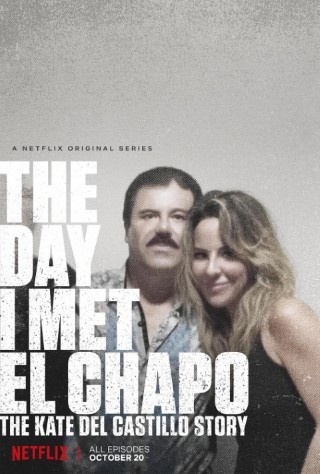 A NETFLIX ORIGINAL SERIES
THE
DAY
I MET
EL CHAPO
THE KATE DEL CASTILLO STORY
NETFLIX
ALL EPISODES
OCTOBER 20